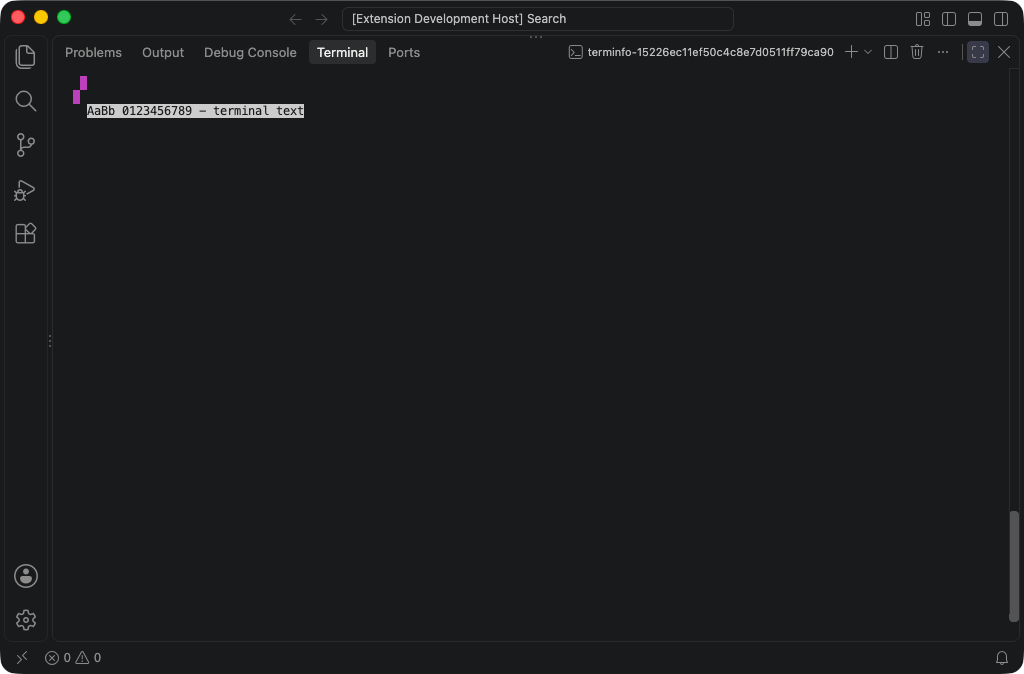 [Extension Development Host] Search
Problems Output Debug Console Terminal Ports terminfo-15226ec11ef50c4c8e7d0511ff79ca90
AaBb 0123456789 − terminal text
0 0